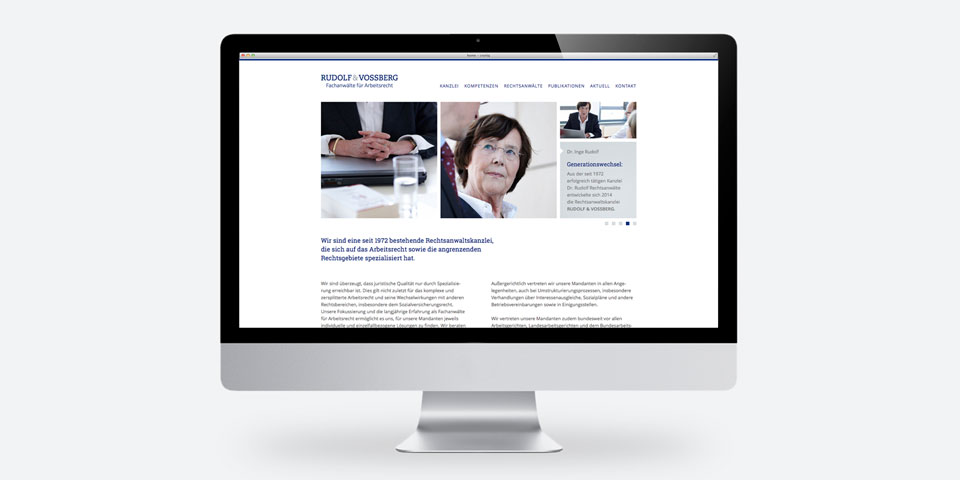 RUDOLF & VOSSBERG
Fachanwälte für Arbeitsrecht
KANZLEI KOMPETENZEN RECHTSANWÄLTE PUBLIKATIONEN AKTUELL KONTAKT
Dr. Inge Rudolf
Generationswechsel:
Aus der seit 1972
erfolgreich tätigen Kanzlei
Dr. Rudolf Rechtsanwälte
entwickelte sich 2014
die Rechtsanwaltskanzlei
RUDOLF & VOSSBERG.
Wir sind eine seit 1972 bestehende Rechtsanwaltskanzlei,
die sich auf das Arbeitsrecht sowie die angrenzenden
Rechtsgebiete spezialisiert hat.
Wir sind überzeugt, dass juristische Qualität nur durch Spezialisie-
rung erreichbar ist. Dies gilt nicht zuletzt für das komplexe und
zersplitterte Arbeitsrecht und seine Wechselwirkungen mit anderen
Rechtsbereichen, insbesondere dem Sozialversicherungsrecht.
Unsere Fokussierung und die langjährige Erfahrung als Fachanwälte
für Arbeitsrecht ermöglicht es uns, für unsere Mandanten jeweils
individuelle und einzelfallbezogene Lösungen zu finden. Wir beraten
Außergerichtlich vertreten wir unsere Mandanten in allen Ange-
legenheiten, auch bei Umstrukturierungsprozessen, insbesondere
Verhandlungen über Interessenausgleiche, Sozialpläne und andere
Betriebsvereinbarungen sowie in Einigungsstellen.
Wir vertreten unsere Mandanten zudem bundesweit vor allen
Arbeitsgerichten, Landesarbeitsgerichten und dem Bundesarbeits